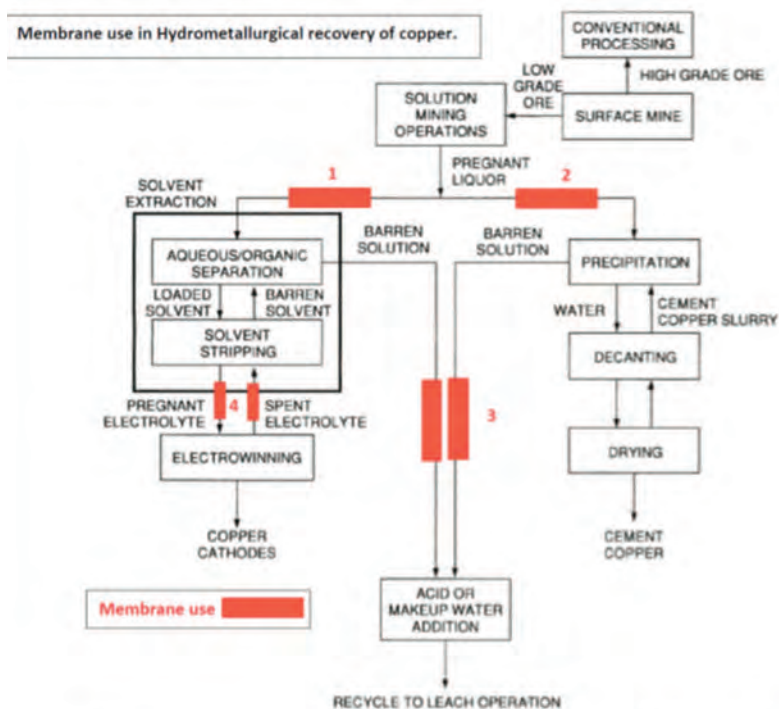 Membrane use in Hydrometallurgical recovery of copper.
CONVENTIONAL
PROCESSING
LOW
GRADE
ORE
HIGH GRADE ORE
SOLUTION
MINING
OPERATIONS
SURFACE MINE
PREGNANT
LIQUOR
1
2
SOLVENT
EXTRACTION
BARREN
SOLUTION
BARREN
SOLUTION
AQUEOUS/ORGANIC
SEPARATION
PRECIPITATION
LOADED
SOLVENT
BARREN
SOLVENT
WATER
CEMENT
COPPER SLURRY
SOLVENT
STRIPPING
DECANTING
PREGNANT
ELECTROLYTE
4
SPENT
ELECTROLYTE
3
ELECTROWINNING
DRYING
COPPER
CATHODES
CEMENT
COPPER
Membrane use
ACID OR
MAKEUP WATER
ADDITION
RECYCLE TO LEACH OPERATION